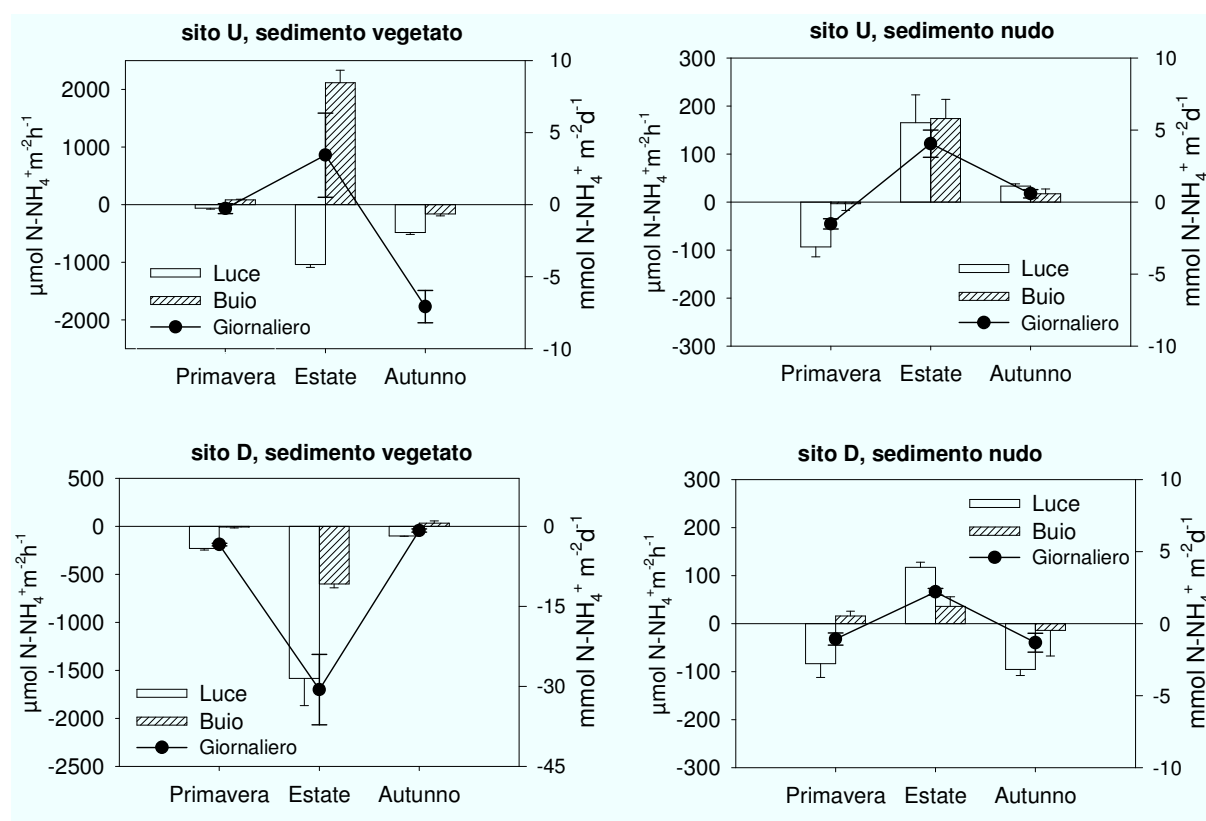 sito U, sedimento vegetato
µmol N-NH4+m-2h-1
2000
1000
0
-1000
-2000
10
5
0
-5
-10
mmol N-NH4+ m-2d-1
Luce
Buio
Giornaliero
Primavera Estate Autunno
sito U, sedimento nudo
µmol N-NH4+m-2h-1
300
200
100
0
-100
-200
-300
10
5
0
-5
-10
mmol N-NH4+ m-2d-1
Luce
Buio
Giornaliero
Primavera Estate Autunno
sito D, sedimento vegetato
µmol N-NH4+m-2h-1
500
0
-500
-1000
-1500
-2000
-2500
0
-15
-30
-45
mmol N-NH4+ m-2d-1
Luce
Buio
Giornaliero
Primavera Estate Autunno
sito D, sedimento nudo
µmol N-NH4+m-2h-1
300
200
100
0
-100
-200
-300
10
5
0
-5
-10
mmol N-NH4+ m-2d-1
Luce
Buio
Giornaliero
Primavera Estate Autunno